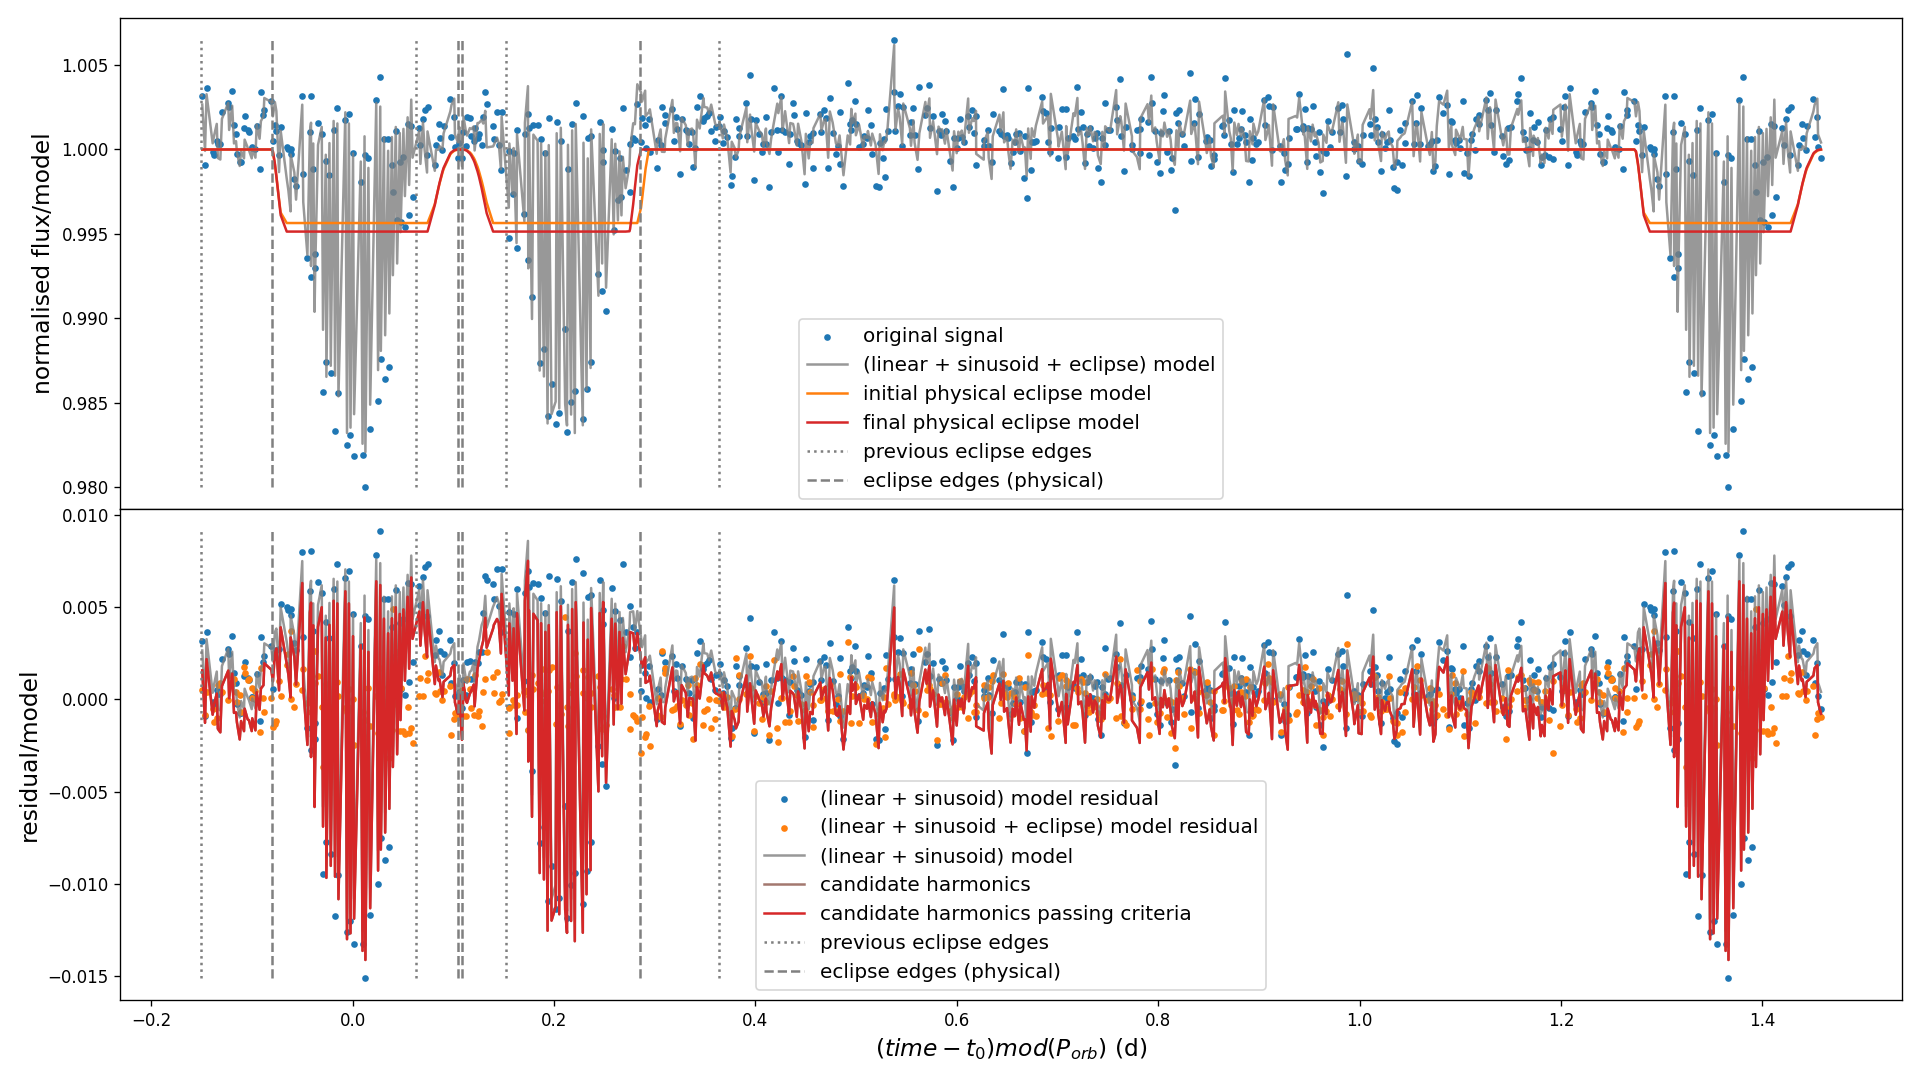 1.005
1.000
0.995
0.990
0.985
0.980
normalised flux/model
original signal
(linear + sinusoid + eclipse) model
initial physical eclipse model
final physical eclipse model
previous eclipse edges
eclipse edges (physical)
0.010
0.005
0.000
−0.005
−0.010
−0.015
residual/model
(linear + sinusoid) model residual
(linear + sinusoid + eclipse) model residual
(linear + sinusoid) model
candidate harmonics
candidate harmonics passing criteria
previous eclipse edges
eclipse edges (physical)
−0.2 0.0 0.2 0.4 0.6 0.8 1.0 1.2 1.4
(time − t₀)mod(P_orb) (d)